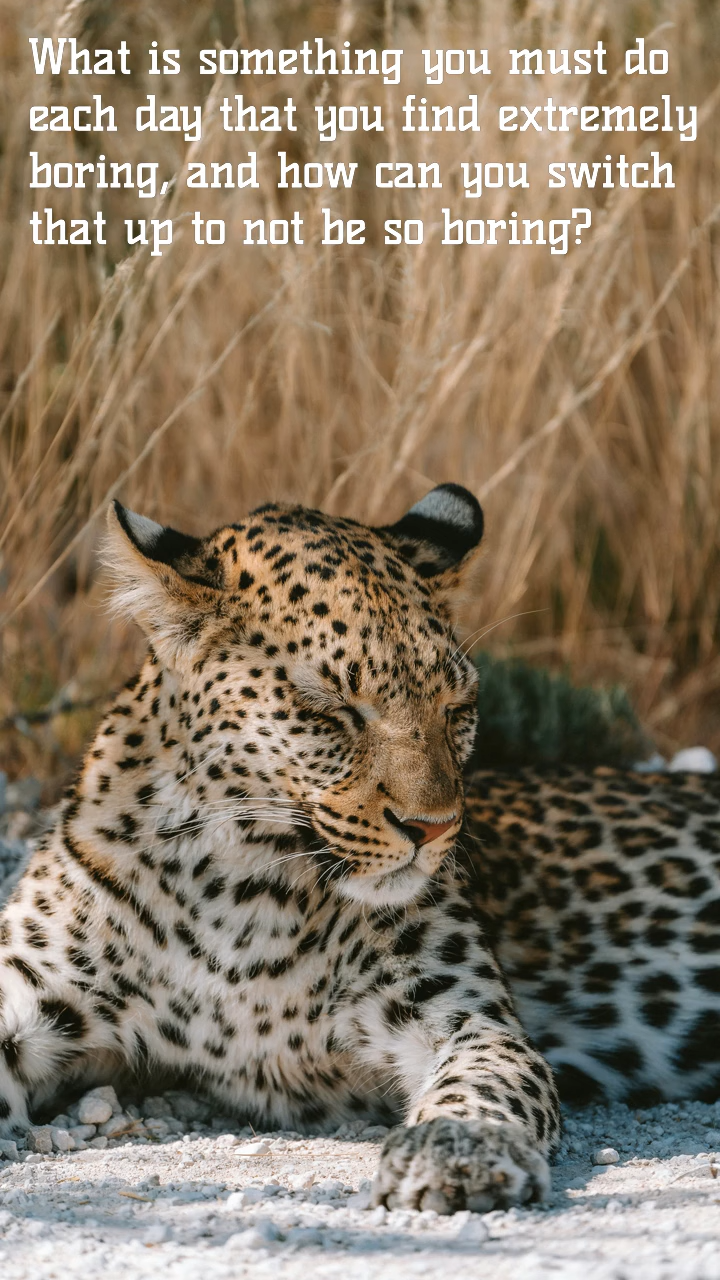 What is something you must do
each day that you find extremely
boring, and how can you switch
that up to not be so boring?